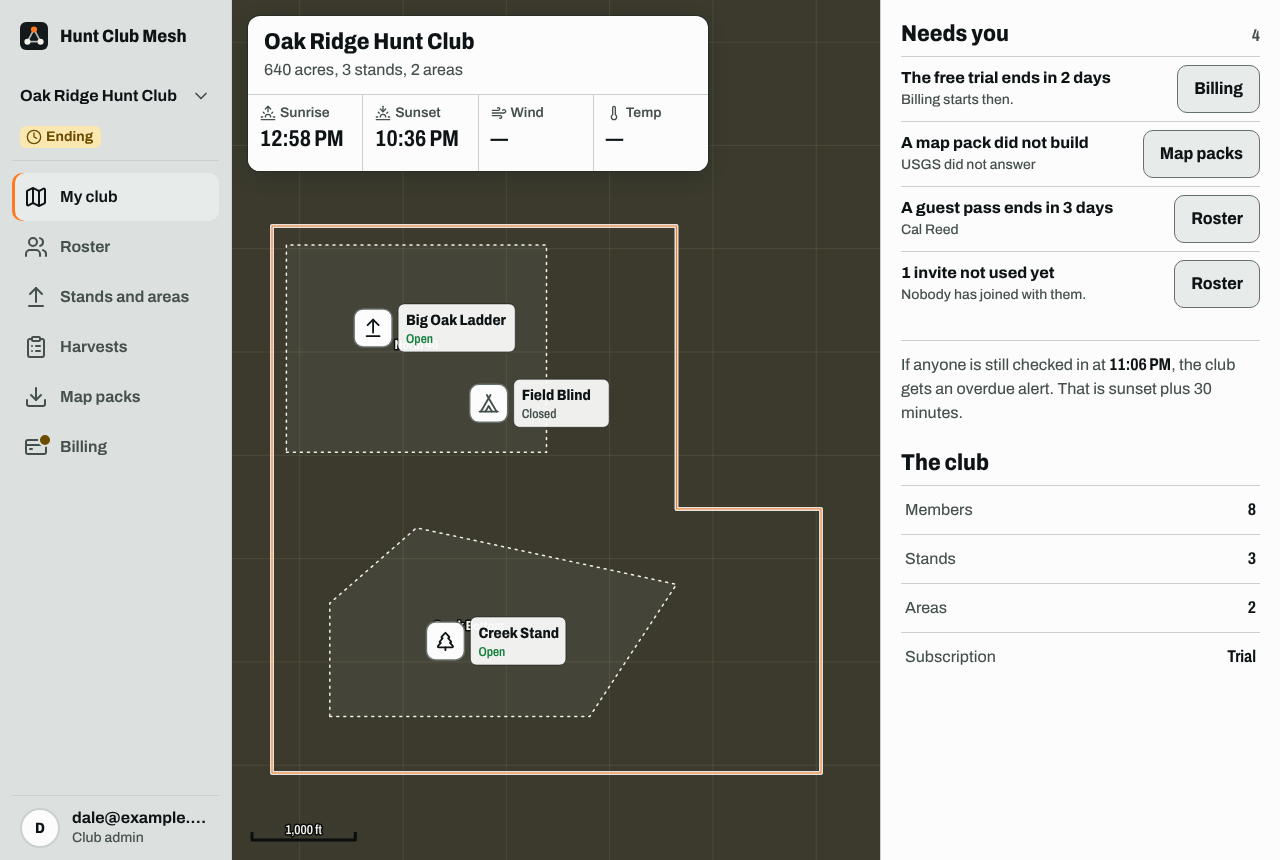 Hunt Club Mesh
Oak Ridge Hunt Club
Ending
My club
Roster
Stands and areas
Harvests
Map packs
Billing
D
dale@example....
Club admin
Oak Ridge Hunt Club
640 acres, 3 stands, 2 areas
Sunrise
12:58 PM
Sunset
10:36 PM
Wind
—
Temp
—
Big Oak Ladder
Open
Field Blind
Closed
Creek Stand
Open
1,000 ft
Needs you
4
The free trial ends in 2 days
Billing starts then.
Billing
A map pack did not build
USGS did not answer
Map packs
A guest pass ends in 3 days
Cal Reed
Roster
1 invite not used yet
Nobody has joined with them.
Roster
If anyone is still checked in at 11:06 PM, the club
gets an overdue alert. That is sunset plus 30
minutes.
The club
Members
8
Stands
3
Areas
2
Subscription
Trial